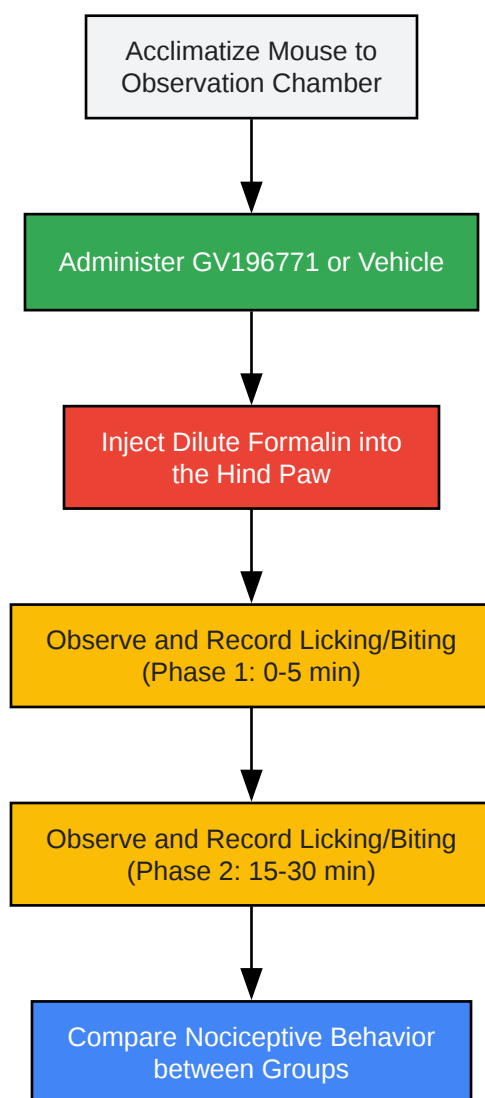 Acclimatize Mouse to
Observation Chamber
Administer GV196771 or Vehicle
Inject Dilute Formalin into
the Hind Paw
Observe and Record Licking/Biting
(Phase 1: 0-5 min)
Observe and Record Licking/Biting
(Phase 2: 15-30 min)
Compare Nociceptive Behavior
between Groups